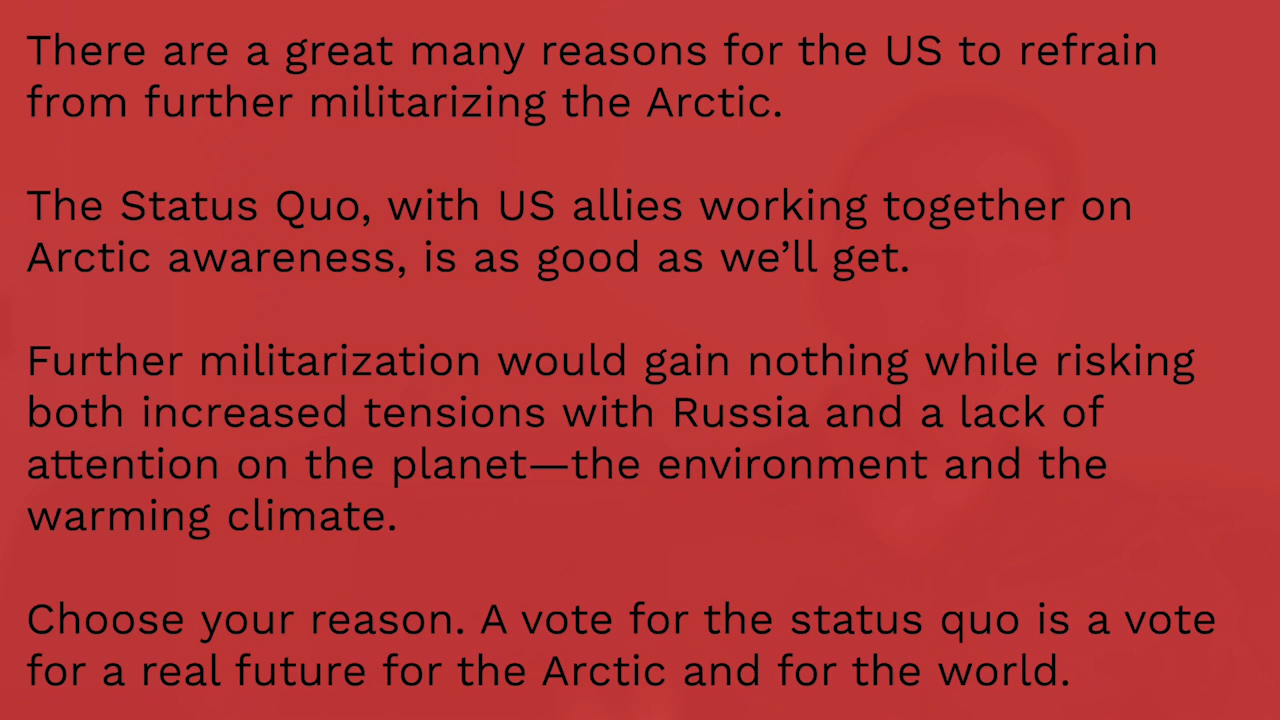 There are a great many reasons for the US to refrain
from further militarizing the Arctic.
The Status Quo, with US allies working together on
Arctic awareness, is as good as we’ll get.
Further militarization would gain nothing while risking
both increased tensions with Russia and a lack of
attention on the planet—the environment and the
warming climate.
Choose your reason. A vote for the status quo is a vote
for a real future for the Arctic and for the world.